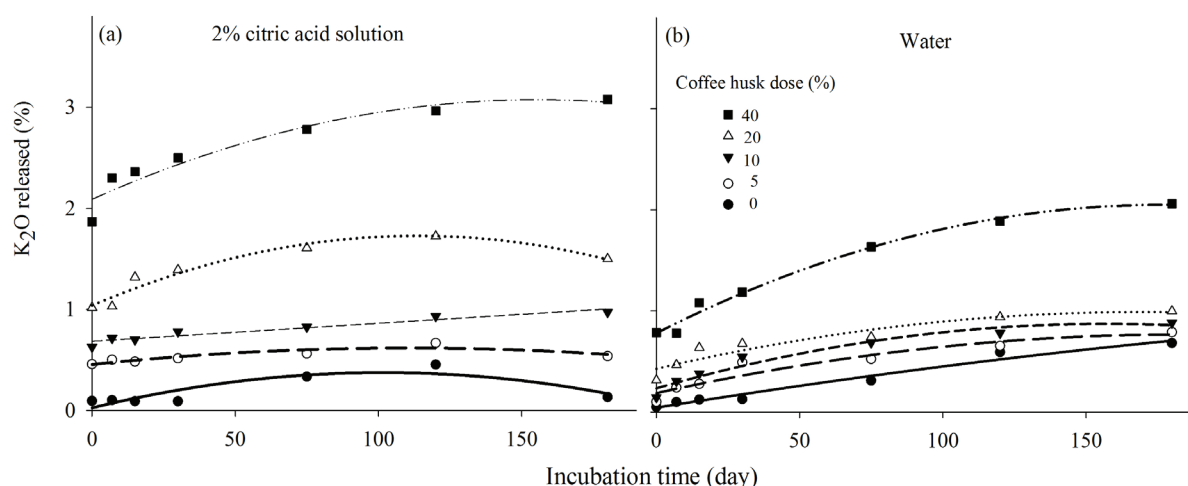 (a)
2% citric acid solution
(b)
Water
Coffee husk dose (%)
40
20
10
5
0
K2O released (%)
3
2
1
0
0 50 100 150
0 50 100 150
Incubation time (day)